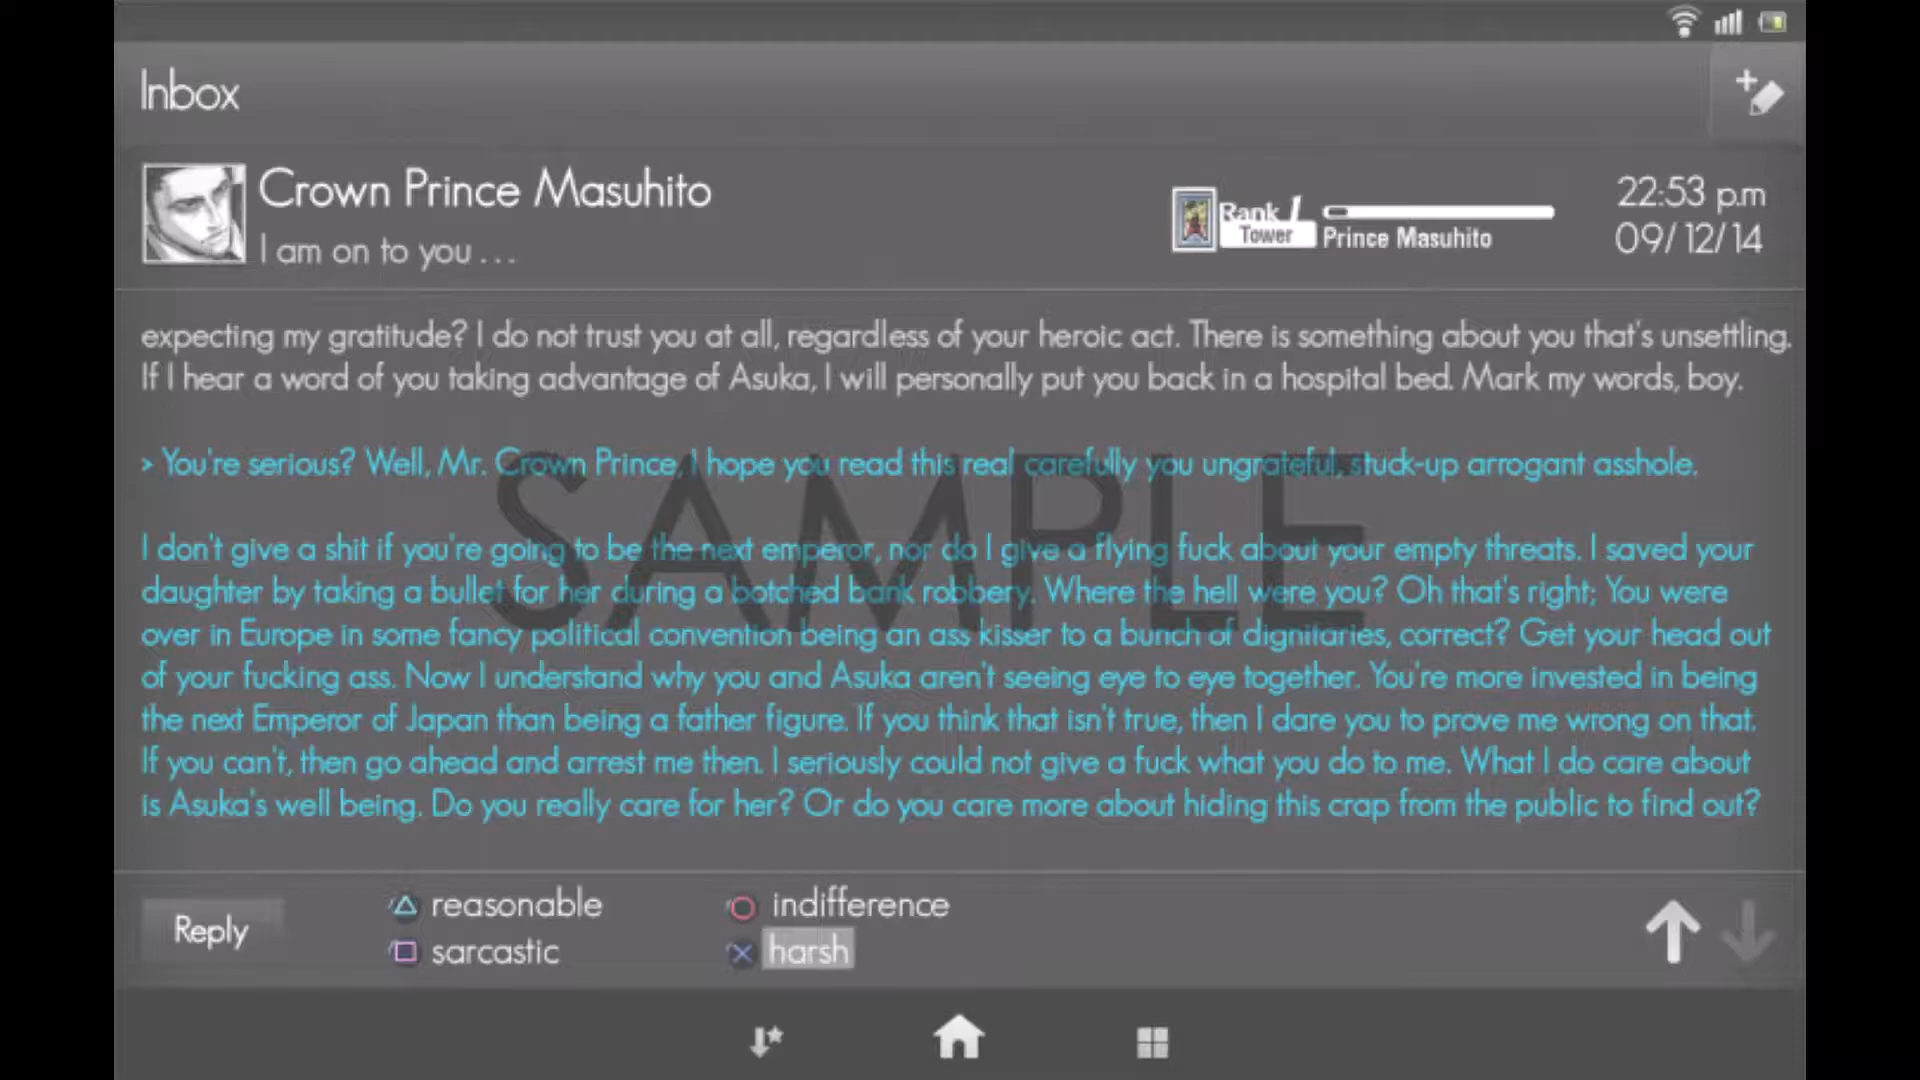 Inbox
Crown Prince Masuhito
I am on to you . . .
Rank 1
Tower
Prince Masuhito
22:53 p.m
09/12/14
expecting my gratitude? I do not trust you at all, regardless of your heroic act. There is something about you that's unsettling.
If I hear a word of you taking advantage of Asuka, I will personally put you back in a hospital bed. Mark my words, boy.
> You're serious? Well, Mr. Crown Prince, I hope you read this real carefully you ungrateful, stuck-up arrogant asshole.
I don't give a shit if you're going to be the next emperor, nor do I give a flying fuck about your empty threats. I saved your
daughter by taking a bullet for her during a botched bank robbery. Where the hell were you? Oh that's right; You were
over in Europe in some fancy political convention being an ass kisser to a bunch of dignitaries, correct? Get your head out
of your fucking ass. Now I understand why you and Asuka aren't seeing eye to eye together. You're more invested in being
the next Emperor of Japan than being a father figure. If you think that isn't true, then I dare you to prove me wrong on that.
If you can't, then go ahead and arrest me then. I seriously could not give a fuck what you do to me. What I do care about
is Asuka's well being. Do you really care for her? Or do you care more about hiding this crap from the public to find out?
SAMPLE
Reply
reasonable
indifference
sarcastic
harsh